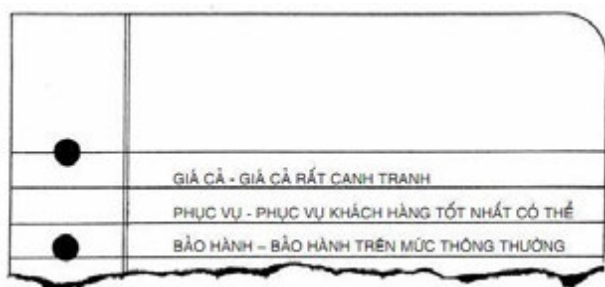 GIÁ CẢ - GIÁ CẢ RẤT CẠNH TRANH
PHỤC VỤ - PHỤC VỤ KHÁCH HÀNG TỐT NHẤT CÓ THỂ
BẢO HÀNH – BẢO HÀNH TRÊN MỨC THÔNG THƯỜNG